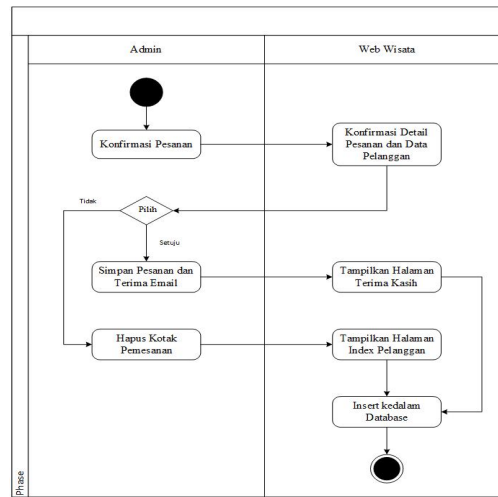 Admin
Web Wisata
Konfirmasi Pesanan
Konfirmasi Detail
Pesanan dan Data
Pelanggan
Tidak
Pilih
Setuju
Simpan Pesanan dan
Terima Email
Tampilkan Halaman
Terima Kasih
Hapus Kotak
Pemesanan
Tampilkan Halaman
Index Pelanggan
Insert kedalam
Database
Phase